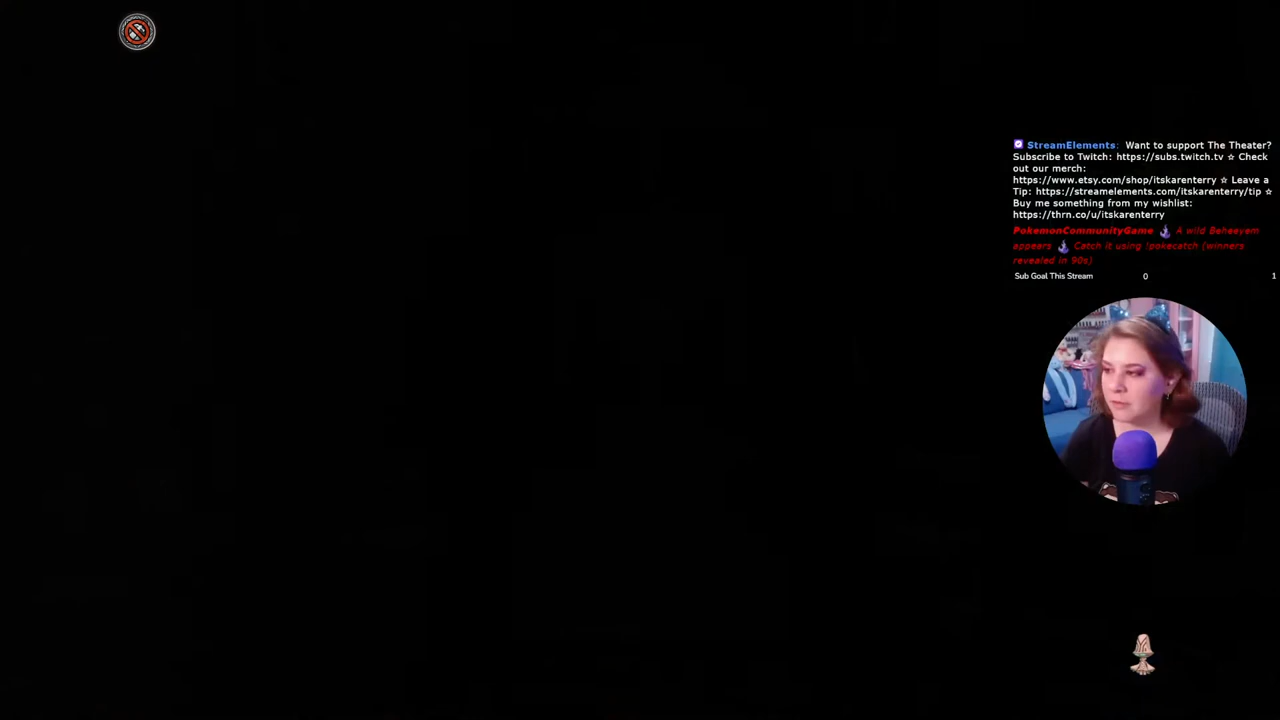 StreamElements: Want to support The Theater?
Subscribe to Twitch: https://subs.twitch.tv ☆ Check
out our merch:
https://www.etsy.com/shop/itskarenterry ☆ Leave a
Tip: https://streamelements.com/itskarenterry/tip ☆
Buy me something from my wishlist:
https://thrn.co/u/itskarenterry
PokemonCommunityGame A wild Beheeyem
appears Catch it using !pokecatch (winners
revealed in 90s)
Sub Goal This Stream 0 1